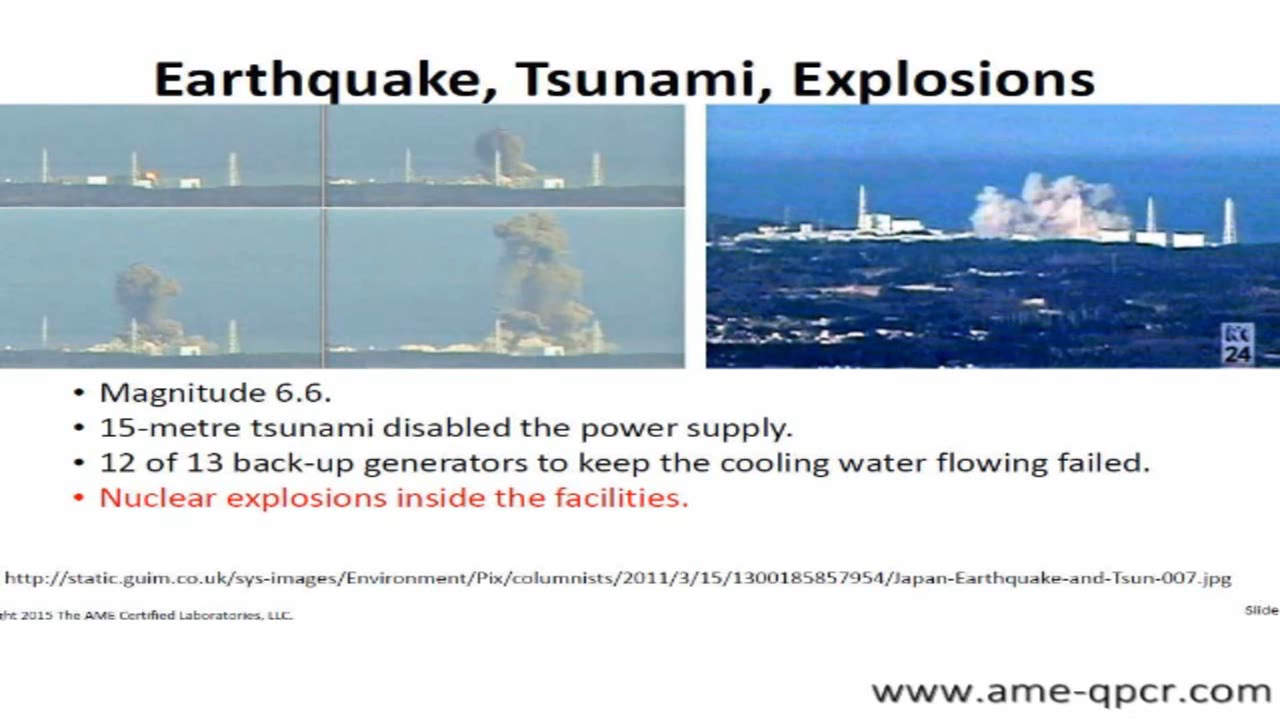 Earthquake, Tsunami, Explosions
24
• Magnitude 6.6.
• 15-metre tsunami disabled the power supply.
• 12 of 13 back-up generators to keep the cooling water flowing failed.
• Nuclear explosions inside the facilities.
http://static.guim.co.uk/sys-images/Environment/Pix/columnists/2011/3/15/1300185857954/Japan-Earthquake-and-Tsun-007.jpg
ght 2015 The AME Certified Laboratories, LLC.
Slide
www.ame-qpcr.com